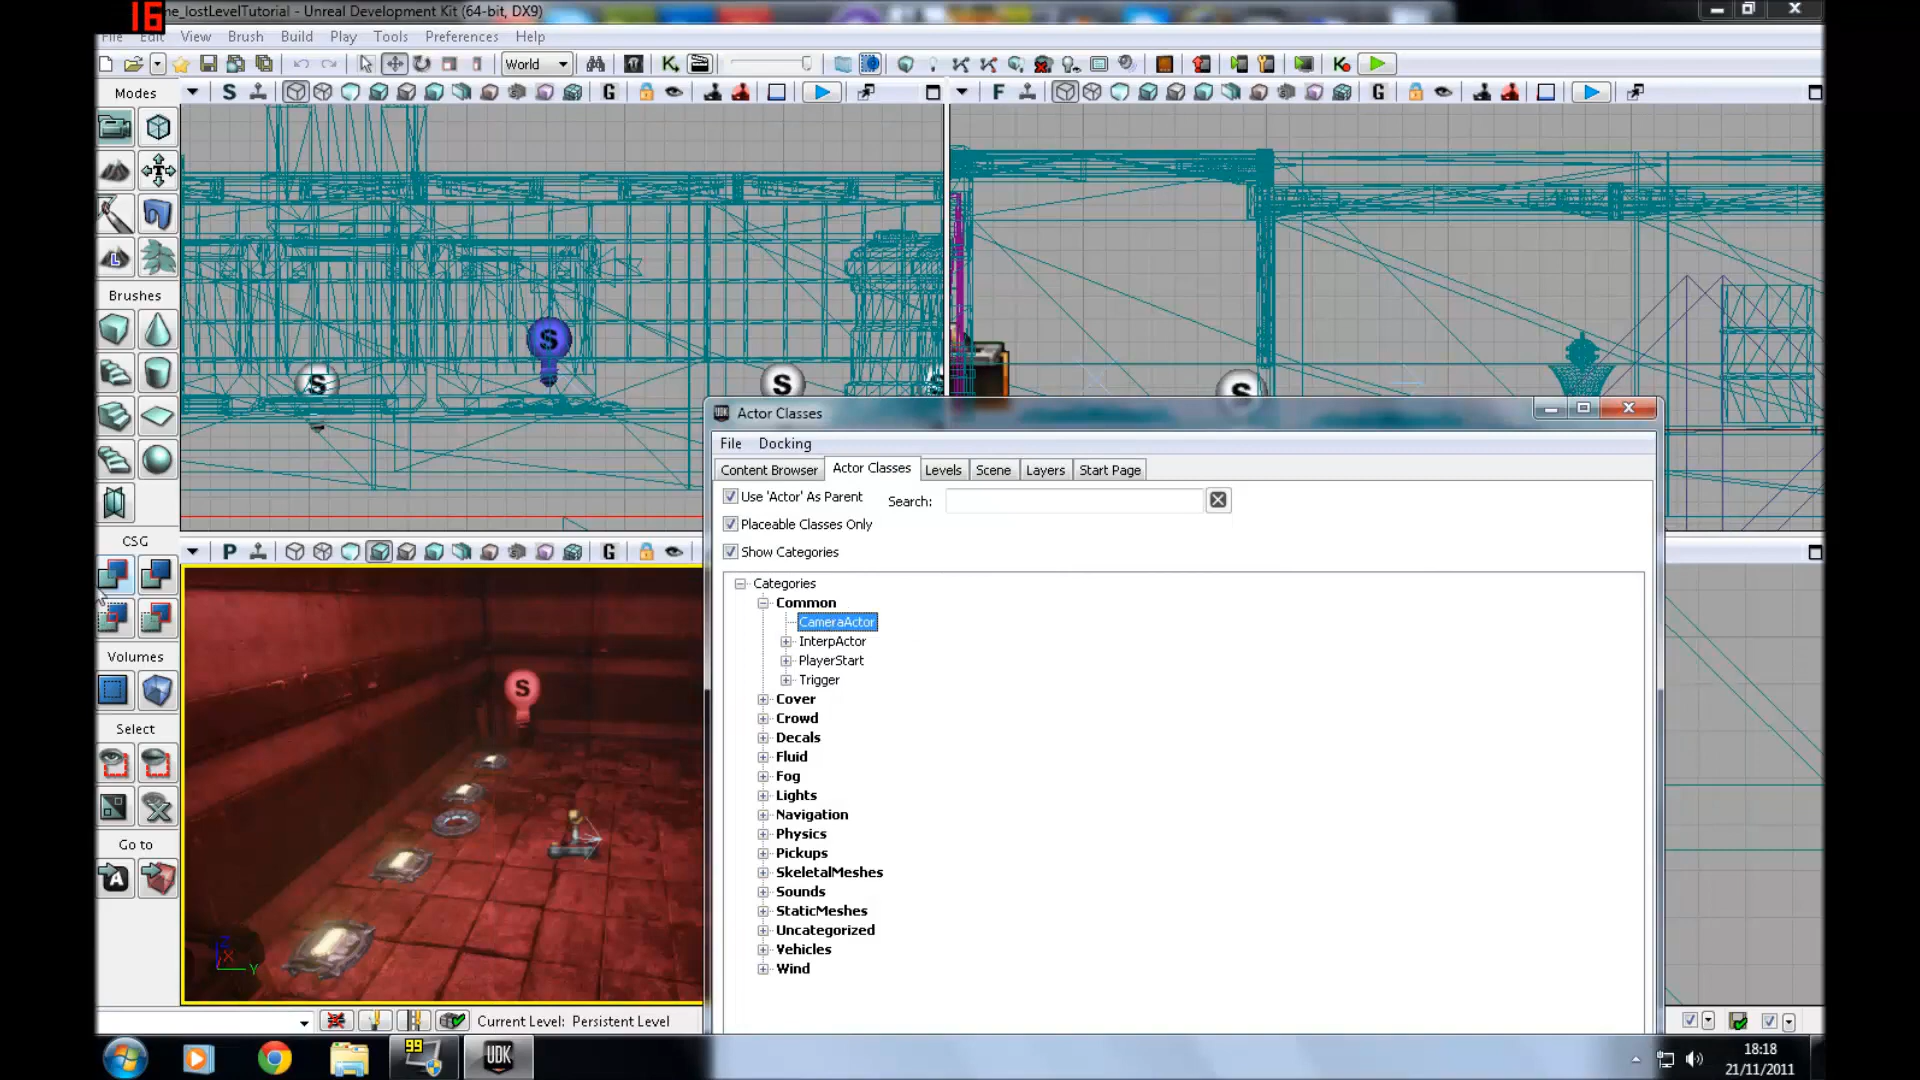 16
ne_lostLevelTutorial - Unreal Development Kit (64-bit, DX9)
File Edit View Brush Build Play Tools Preferences Help
World
Modes
S G
F G
L
Brushes
S
S
S
S
CSG
Volumes
Select
Go to
A
P G
S
Z X Y
Actor Classes
File Docking
Content Browser Actor Classes Levels Scene Layers Start Page
Use 'Actor' As Parent
Search:
Placeable Classes Only
Show Categories
Categories
Common
CameraActor
InterpActor
PlayerStart
Trigger
Cover
Crowd
Decals
Fluid
Fog
Lights
Navigation
Physics
Pickups
SkeletalMeshes
Sounds
StaticMeshes
Uncategorized
Vehicles
Wind
Current Level: Persistent Level
99
UDK
18:18
21/11/2011